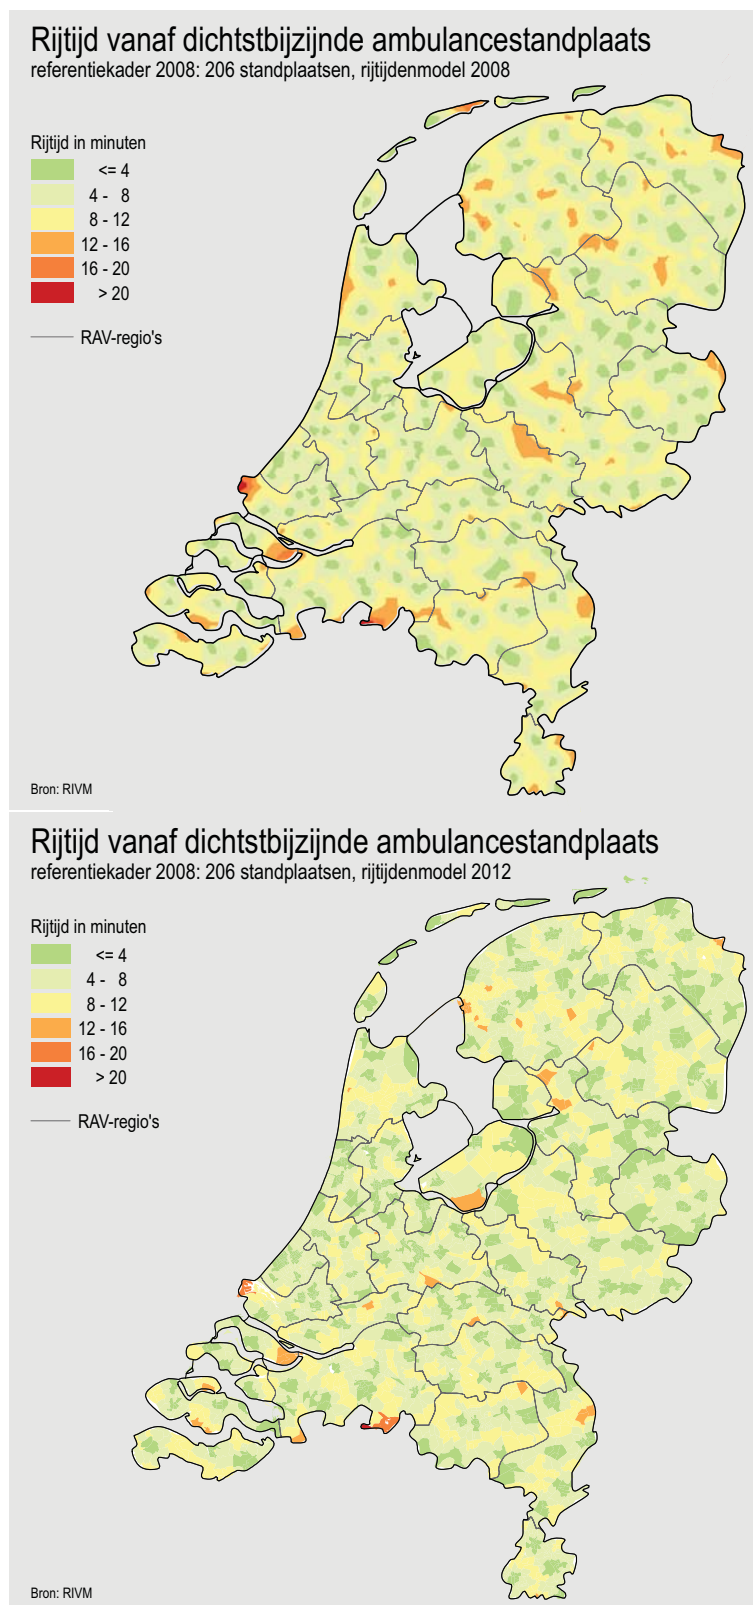 Rijtijd vanaf dichtstbijzijnde ambulancestandplaats
referentiekader 2008: 206 standplaatsen, rijtijdenmodel 2008
Rijtijd in minuten
<= 4
4 - 8
8 - 12
12 - 16
16 - 20
> 20
RAV-regio's
Bron: RIVM
Rijtijd vanaf dichtstbijzijnde ambulancestandplaats
referentiekader 2008: 206 standplaatsen, rijtijdenmodel 2012
Rijtijd in minuten
<= 4
4 - 8
8 - 12
12 - 16
16 - 20
> 20
RAV-regio's
Bron: RIVM